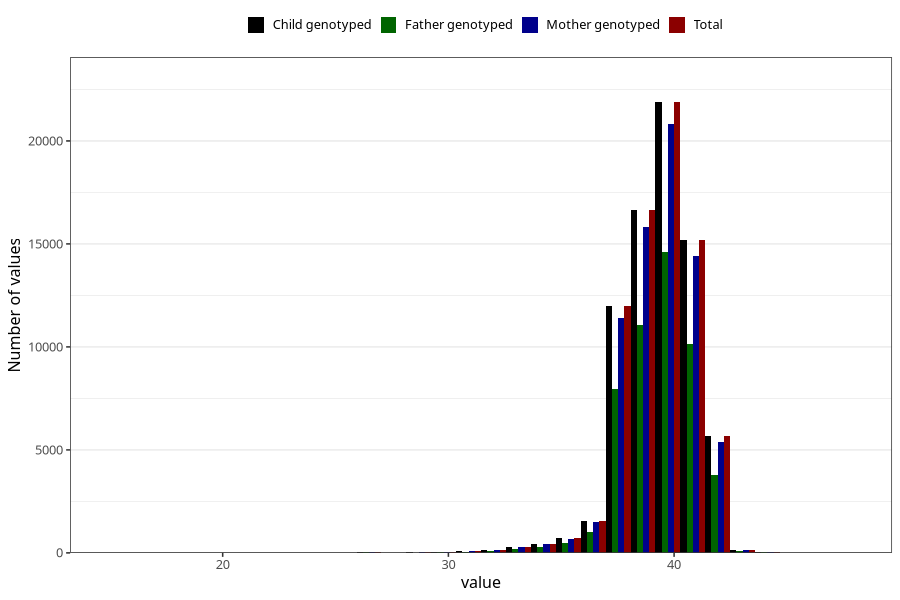 Child genotyped Father genotyped Mother genotyped Total
Number of values
20000
15000
10000
5000
0
20 30 40
value